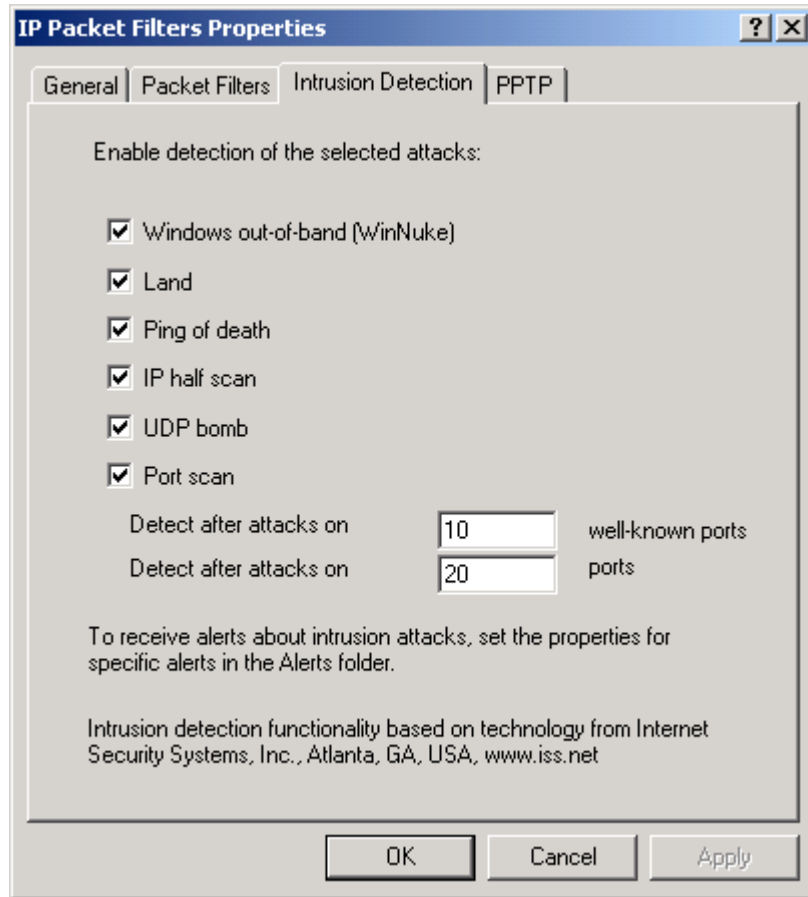 IP Packet Filters Properties
General Packet Filters Intrusion Detection PPTP
Enable detection of the selected attacks:
Windows out-of-band (WinNuke)
Land
Ping of death
IP half scan
UDP bomb
Port scan
Detect after attacks on 10 well-known ports
Detect after attacks on 20 ports
To receive alerts about intrusion attacks, set the properties for
specific alerts in the Alerts folder.
Intrusion detection functionality based on technology from Internet
Security Systems, Inc., Atlanta, GA, USA, www.iss.net
OK Cancel Apply